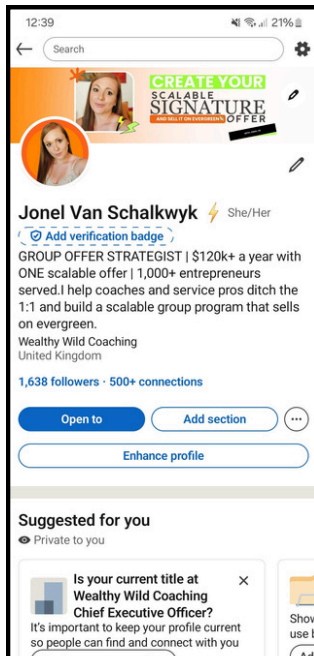 12:39
21%
Search
CREATE YOUR
SCALABLE
SIGNATURE
AND SELL IT ON EVERGREEN
OFFER
Jonel Van Schalkwyk
She/Her
Add verification badge
GROUP OFFER STRATEGIST | $120k+ a year with
ONE scalable offer | 1,000+ entrepreneurs
served.I help coaches and service pros ditch the
1:1 and build a scalable group program that sells
on evergreen.
Wealthy Wild Coaching
United Kingdom
1,638 followers · 500+ connections
Open to
Add section
Enhance profile
Suggested for you
Private to you
Is your current title at
Wealthy Wild Coaching
Chief Executive Officer?
It's important to keep your profile current
so people can find and connect with you
Show
use b